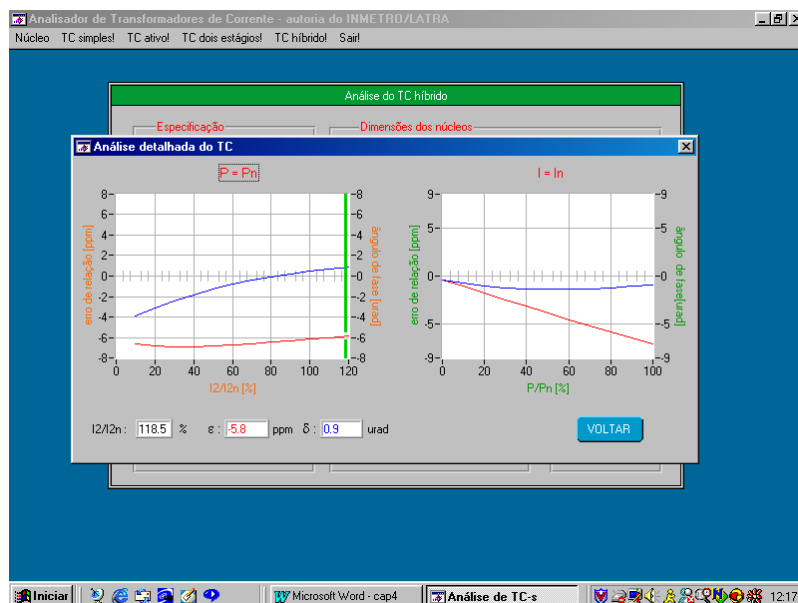 Analisador de Transformadores de Corrente - autoria do INMETRO/LATRA
Núcleo TC simples! TC ativo! TC dois estágios! TC híbrido! Sair!
Análise do TC híbrido
Especificação Dimensões dos núcleos
Análise detalhada do TC
P = Pn
8 6 4 2 0 -2 -4 -6 -8
erro de relação [ppm]
8 6 4 2 0 -2 -4 -6 -8
ângulo de fase[urad]
0 20 40 60 80 100 120
I2/I2n [%]
I = In
9 5 0 -5 -9
erro de relação [ppm]
9 5 0 -5 -9
ângulo de fase[urad]
0 20 40 60 80 100
P/Pn [%]
I2/I2n : 118.5 % ε : -5.8 ppm δ : 0.9 urad
VOLTAR
Iniciar Microsoft Word - cap4 Análise de TC-s 12:17